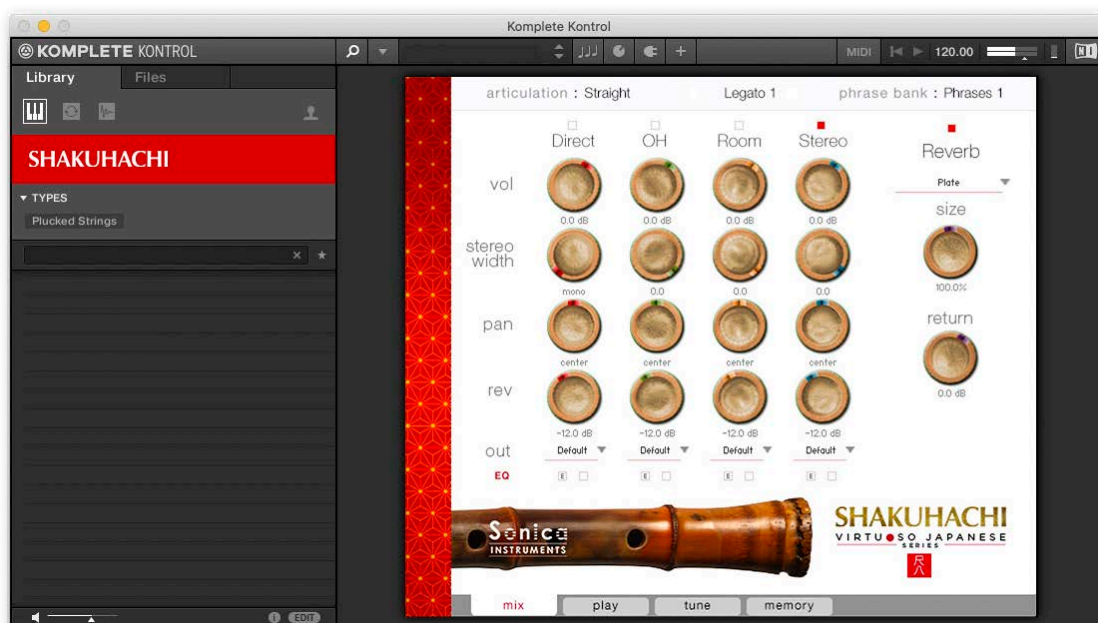 Komplete Kontrol
KOMPLETE KONTROL
MIDI
120.00
Library
Files
SHAKUHACHI
TYPES
Plucked Strings
articulation : Straight
Legato 1
phrase bank : Phrases 1
Direct
OH
Room
Stereo
Reverb
vol
0.0 dB
0.0 dB
0.0 dB
0.0 dB
Plate
size
100.0%
stereo
width
mono
0.0
0.0
0.0
return
0.0 dB
pan
center
center
center
center
rev
-12.0 dB
-12.0 dB
-12.0 dB
-12.0 dB
out
Default
Default
Default
Default
EQ
E
E
E
E
Sonica
INSTRUMENTS
SHAKUHACHI
VIRTUOSO JAPANESE
SERIES
尺八
mix
play
tune
memory
EDIT